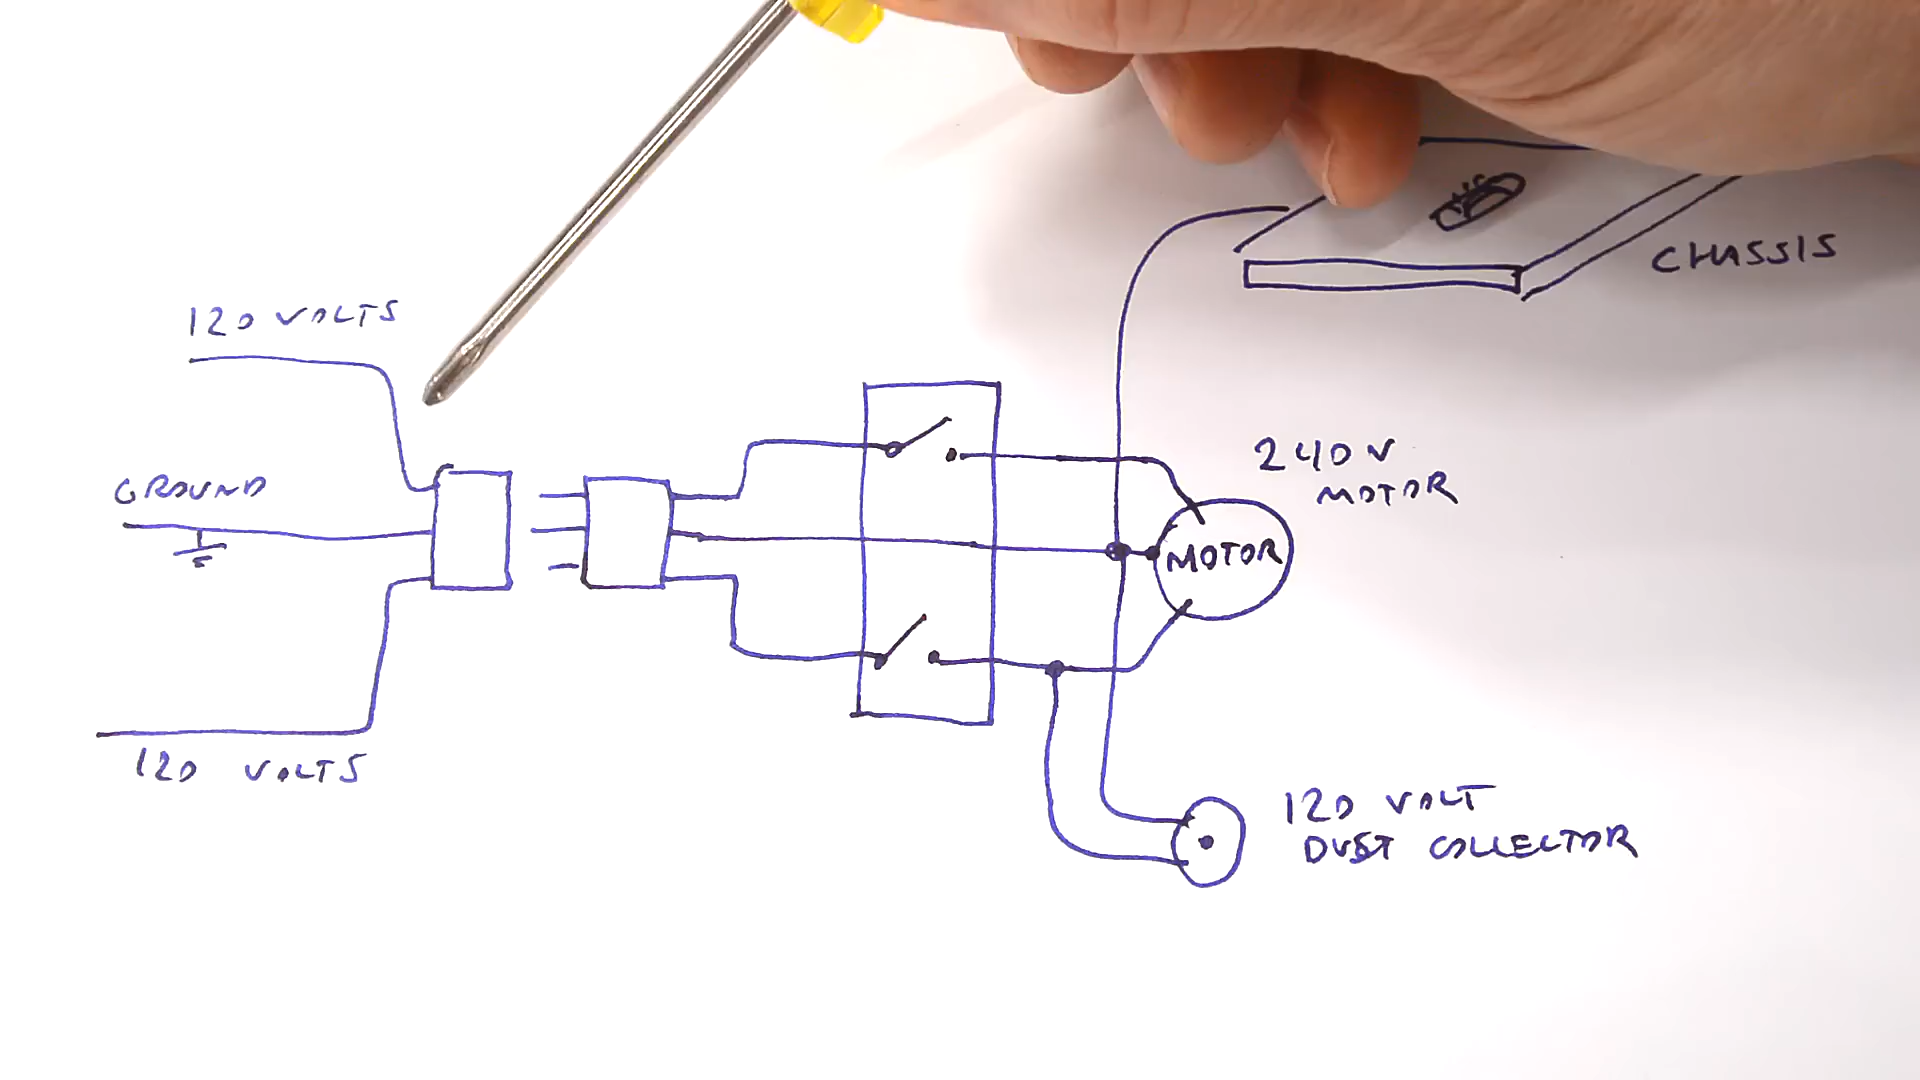 CHASSIS
120 VOLTS
240V
MOTOR
GROUND
MOTOR
120 VOLTS
120 VOLT
DUST COLLECTOR